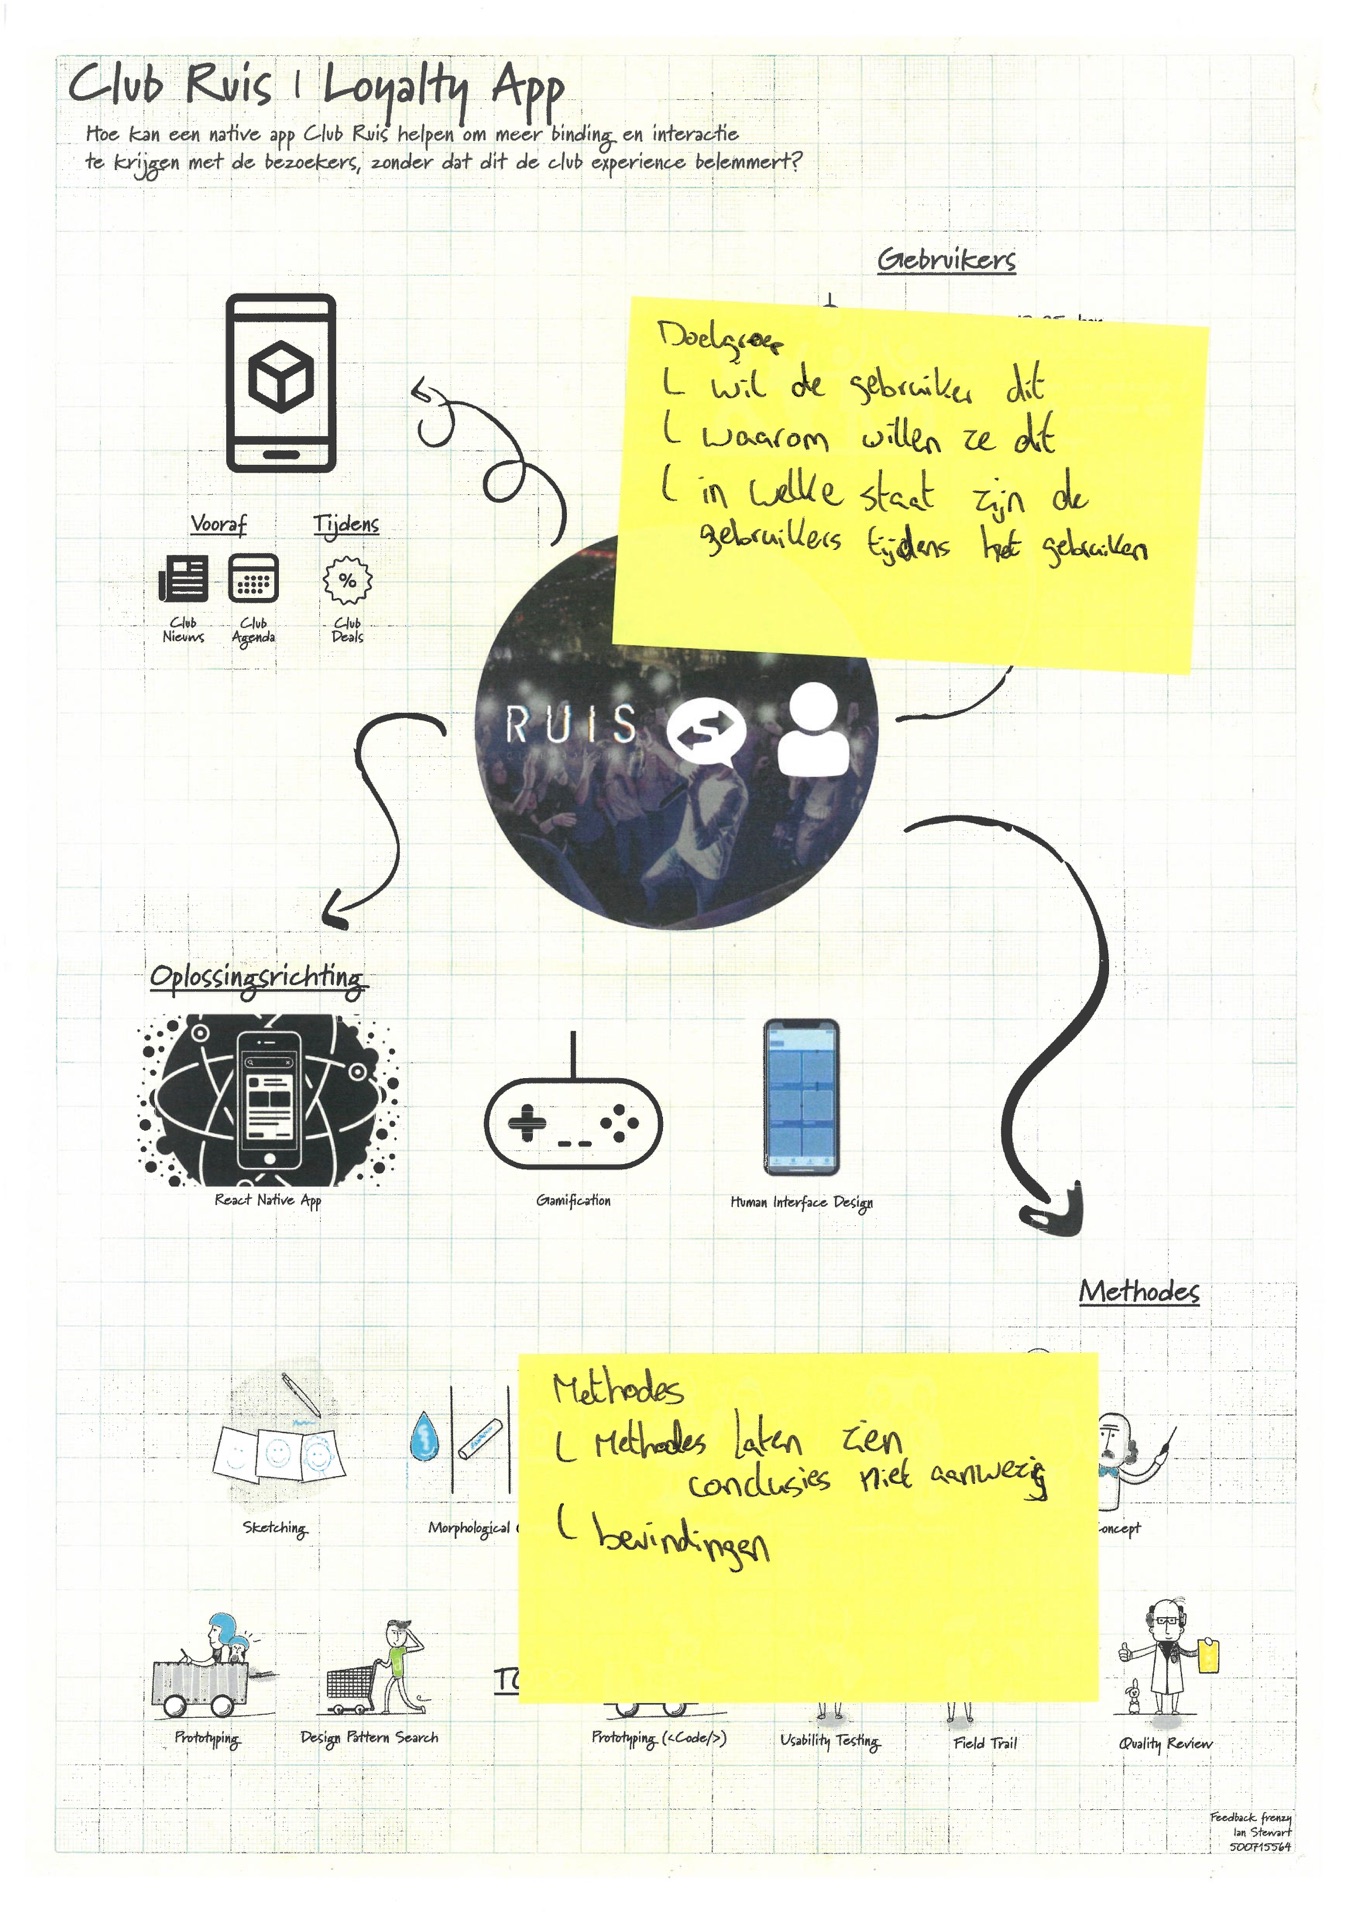 Club Ruis | Loyalty App
Hoe kan een native app Club Ruis helpen om meer binding en interactie
te krijgen met de bezoekers, zonder dat dit de club experience belemmert?
Gebruikers
Doelgroep
wil de gebruiker dit
waarom willen ze dit
in welke staat zijn de
gebruikers tijdens het gebruiken
Vooraf
Tijdens
%
Club
Nieuws
Club
Agenda
Club
Deals
RUIS
Oplossingsrichting
React Native App
Gamification
Human Interface Design
Methodes
Methodes
Methodes laten zien
conclusies niet aanwezig
bevindingen
Sketching
Morphological
oncept
Prototyping
Design Pattern Search
Prototyping (<Code/>)
Usability Testing
Field Trail
Quality Review
Feedback frenzy
Ian Stewart
500715564